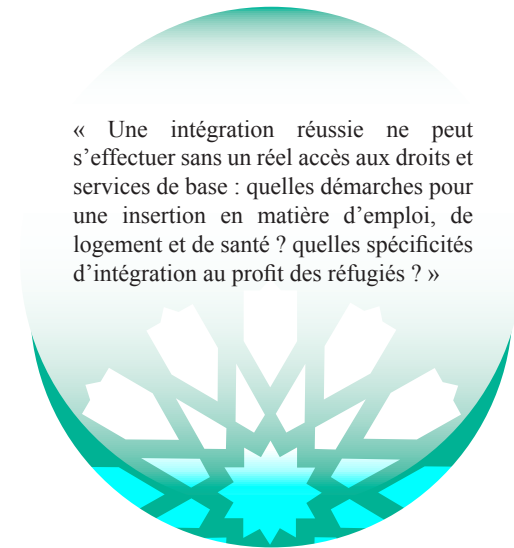 « Une intégration réussie ne peut
s’effectuer sans un réel accès aux droits et
services de base : quelles démarches pour
une insertion en matière d’emploi, de
logement et de santé ? quelles spécificités
d’intégration au profit des réfugiés ? »